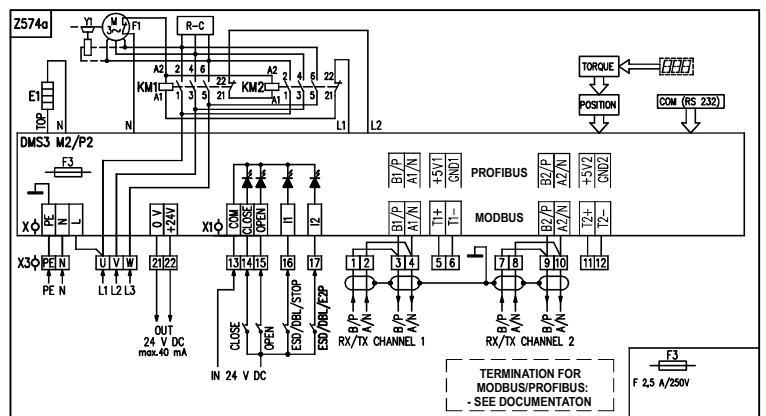 Z574a
Y1
M
3~
F1
R-C
A2 2 4 6 22
KM1
A1 1 3 5 21
A2 2 4 6 22
KM2
A1 1 3 5 21
E1
TOP
N
N
L1
L2
TORQUE
POSITION
COM (RS 232)
DMS3 M2/P2
F3
B1/P
A1/N
+5V1
GND1
PROFIBUS
B2/P
A2/N
+5V2
GND2
B1/P
A1/N
T1+
T1-
MODBUS
B2/P
A2/N
T2+
T2-
X
PE
N
L
0 V
+24V
X1
COM
CLOSE
OPEN
I1
I2
X3
PE N U V W 21 22 13 14 15 16 17 1 2 3 4 5 6 7 8 9 10 11 12
PE N
L1 L2 L3
OUT
24 V DC
max.40 mA
CLOSE
OPEN
ESD/DBL/STOP
ESD/DBL/E2P
IN 24 V DC
B/P
A/N
B/P
A/N
RX/TX CHANNEL 1
B/P
A/N
B/P
A/N
RX/TX CHANNEL 2
TERMINATION FOR
MODBUS/PROFIBUS:
- SEE DOCUMENTATON
F3
F 2,5 A/250V